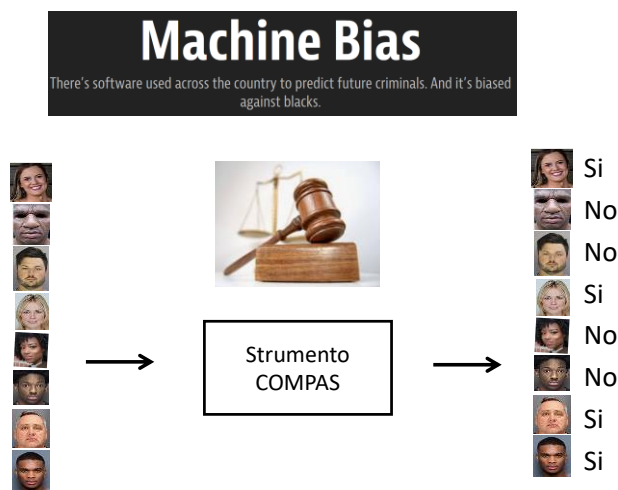 Machine Bias
There's software used across the country to predict future criminals. And it's biased
against blacks.
Si
No
No
Si
Strumento
COMPAS
No
No
Si
Si